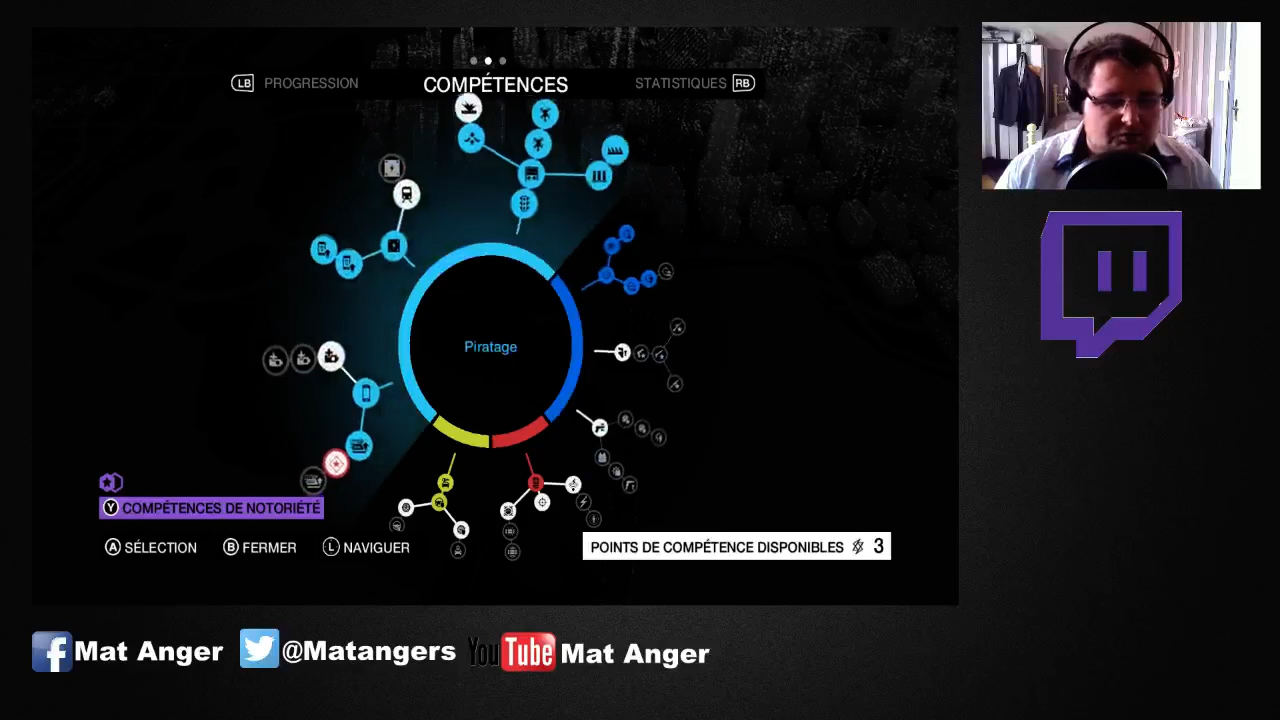 LB PROGRESSION COMPÉTENCES STATISTIQUES RB
Piratage
Y COMPÉTENCES DE NOTORIÉTÉ
A SÉLECTION B FERMER L NAVIGUER
POINTS DE COMPÉTENCE DISPONIBLES 3
f Mat Anger @Matangers YouTube Mat Anger